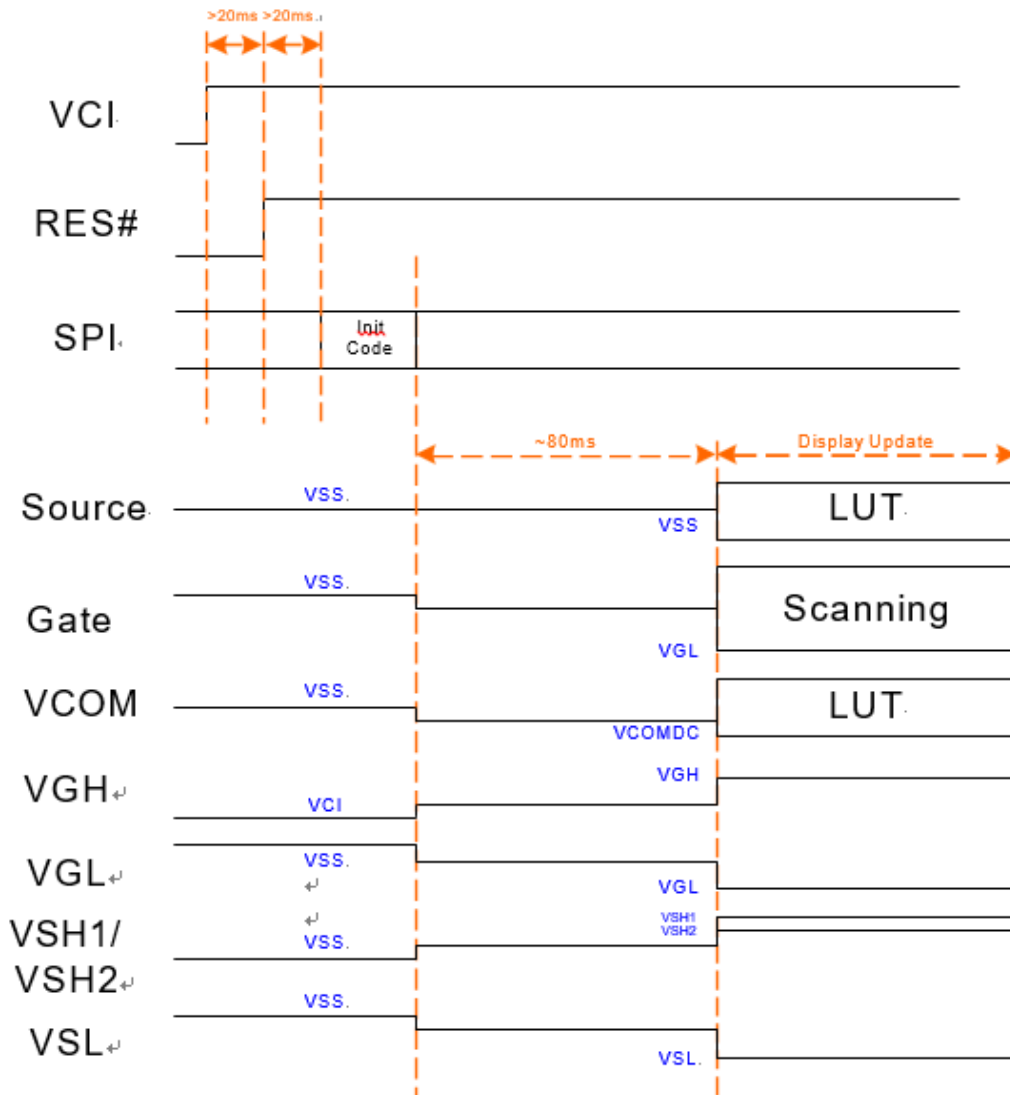 >20ms >20ms
VCI
RES#
SPI
Init
Code
~80ms
Display Update
Source
VSS
VSS
LUT
Gate
VSS
VGL
Scanning
VCOM
VSS
VCOMDC
LUT
VGH
VCI
VGH
VGL
VSS
VGL
VSH1/
VSH2
VSS
VSH1
VSH2
VSL
VSS
VSL